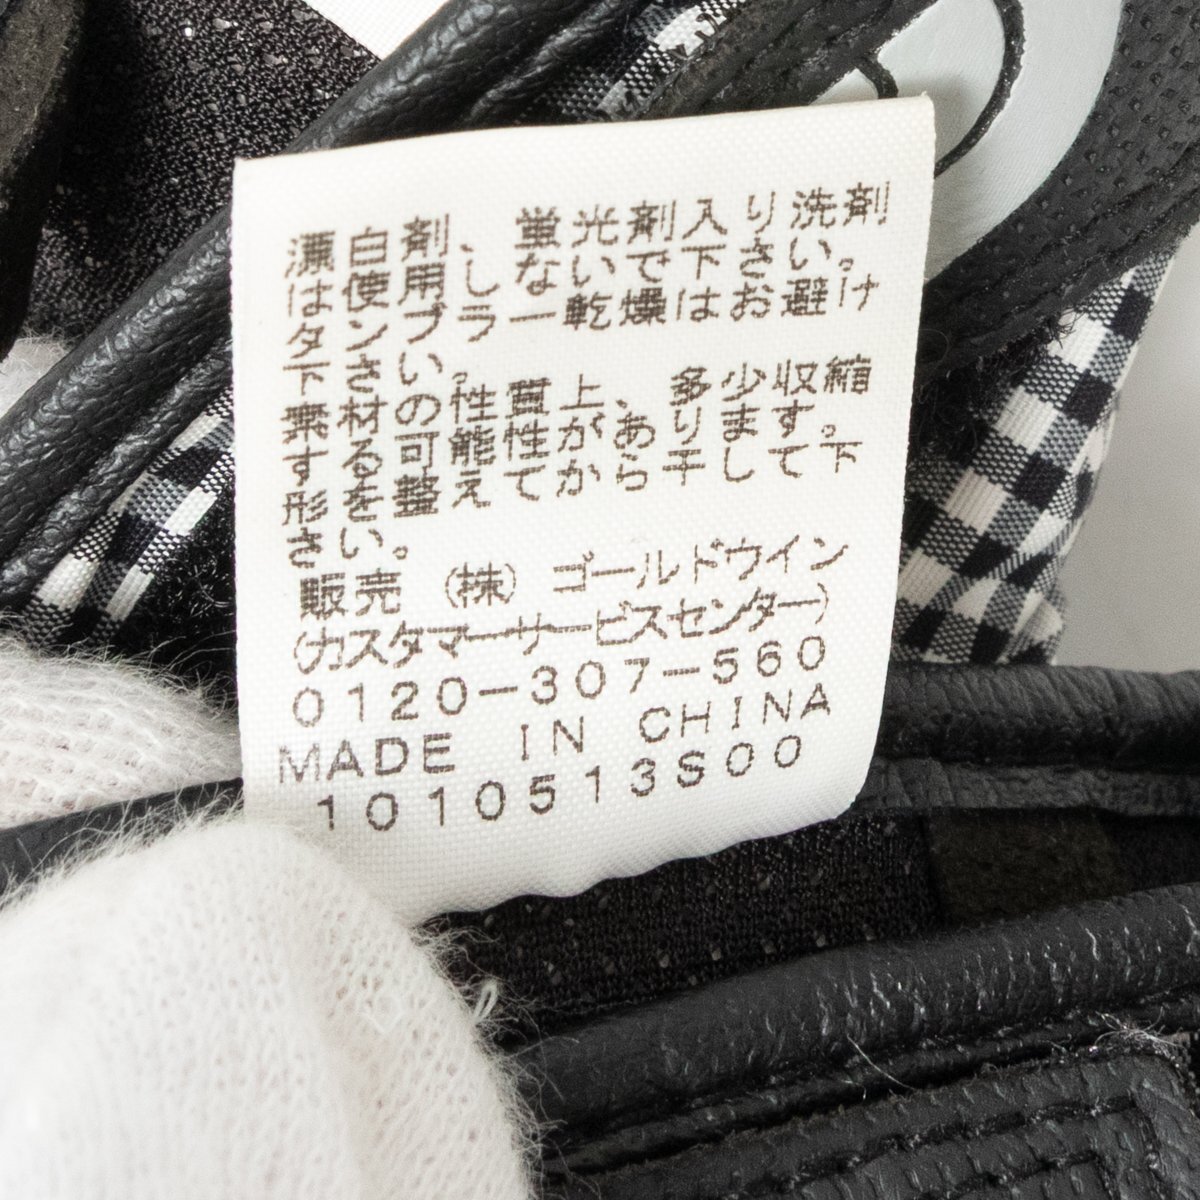 漂白剤、蛍光剤入り洗剤
は使用しないで下さい。
タンブラー乾燥はお避け
下さい。
素材の性質上、多少収縮
する可能性があります。
形を整えてから干して下
さい。
販売 (株) ゴールドウイン
(カスタマーサービスセンター)
0120-307-560
MADE IN CHINA
1010513S00